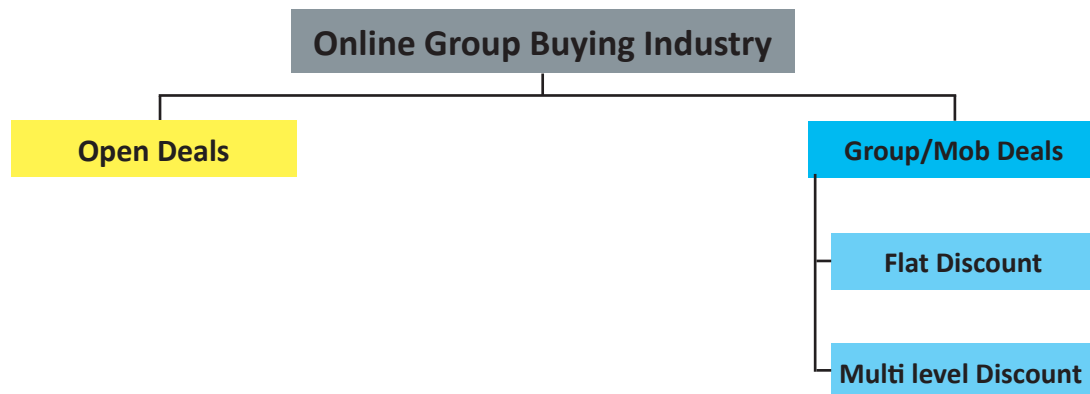 Online Group Buying Industry
Open Deals
Group/Mob Deals
Flat Discount
Multi level Discount